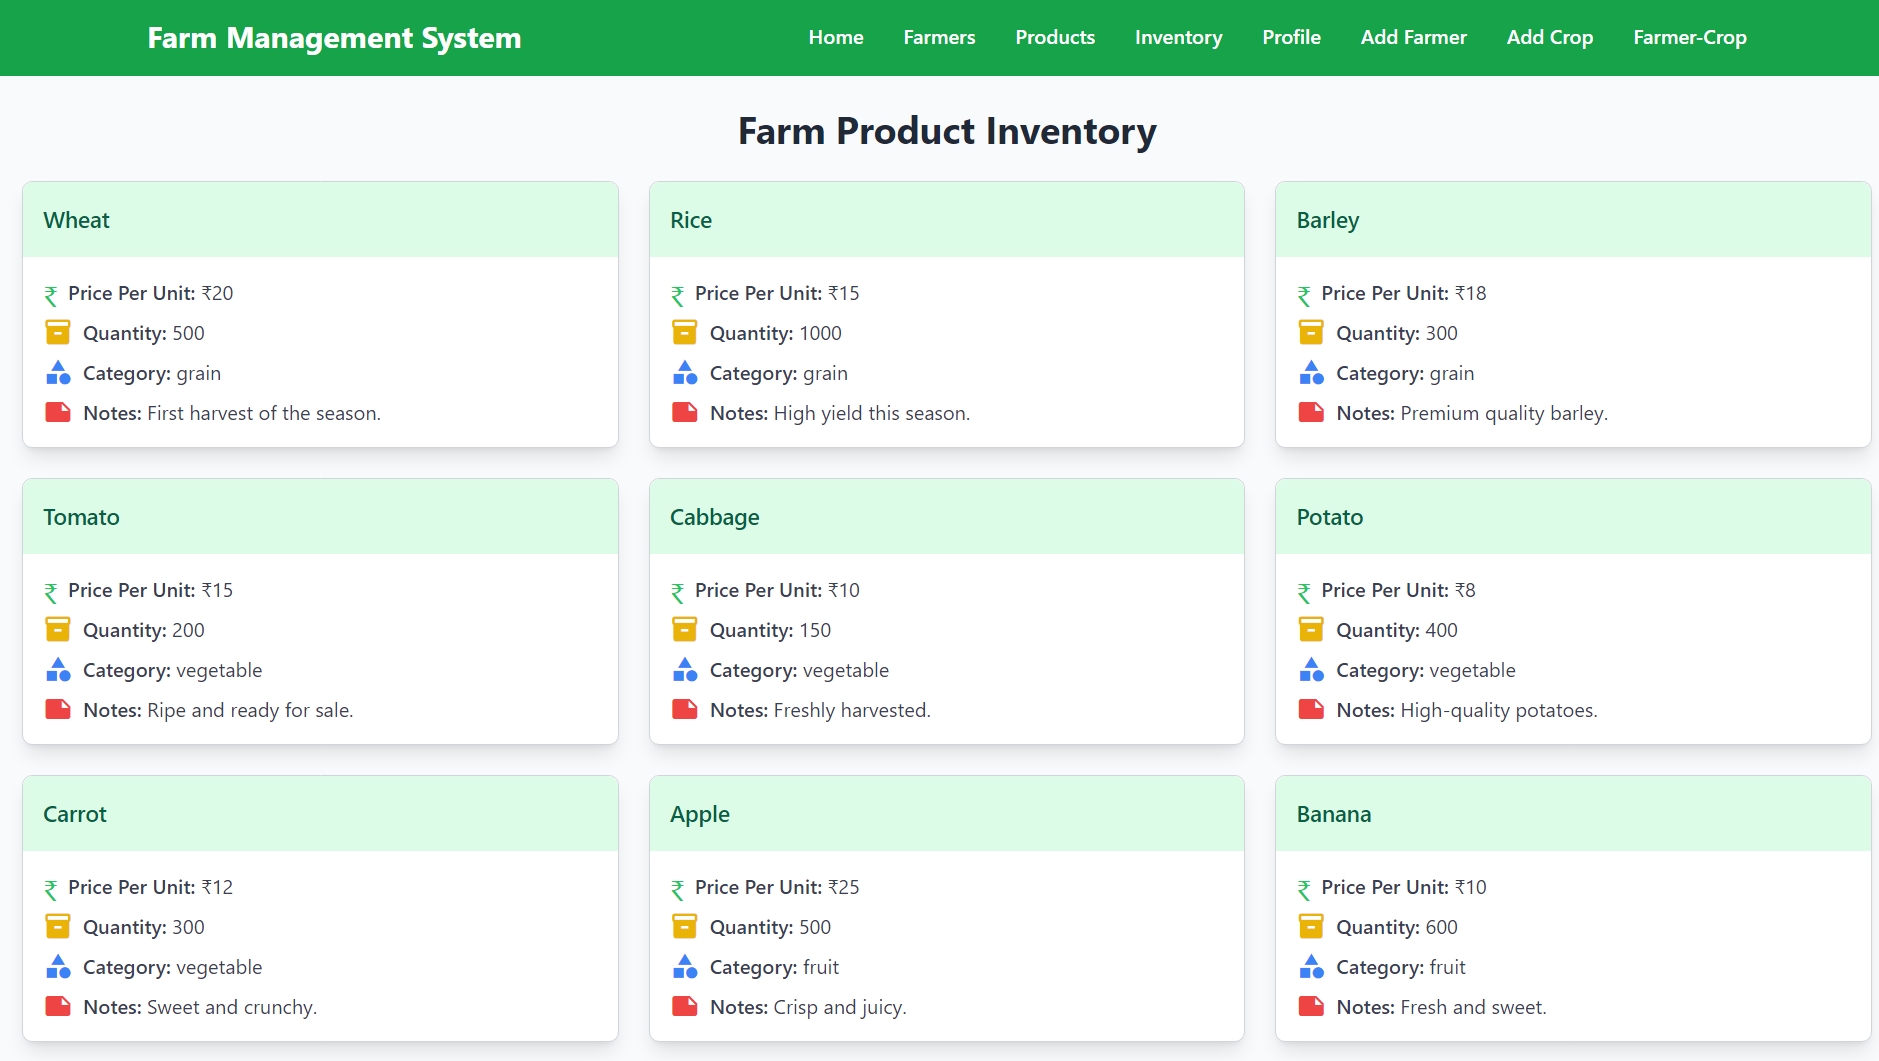 Farm Management System
Home Farmers Products Inventory Profile Add Farmer Add Crop Farmer-Crop
Farm Product Inventory
Wheat
₹ Price Per Unit: ₹20
Quantity: 500
Category: grain
Notes: First harvest of the season.
Rice
₹ Price Per Unit: ₹15
Quantity: 1000
Category: grain
Notes: High yield this season.
Barley
₹ Price Per Unit: ₹18
Quantity: 300
Category: grain
Notes: Premium quality barley.
Tomato
₹ Price Per Unit: ₹15
Quantity: 200
Category: vegetable
Notes: Ripe and ready for sale.
Cabbage
₹ Price Per Unit: ₹10
Quantity: 150
Category: vegetable
Notes: Freshly harvested.
Potato
₹ Price Per Unit: ₹8
Quantity: 400
Category: vegetable
Notes: High-quality potatoes.
Carrot
₹ Price Per Unit: ₹12
Quantity: 300
Category: vegetable
Notes: Sweet and crunchy.
Apple
₹ Price Per Unit: ₹25
Quantity: 500
Category: fruit
Notes: Crisp and juicy.
Banana
₹ Price Per Unit: ₹10
Quantity: 600
Category: fruit
Notes: Fresh and sweet.